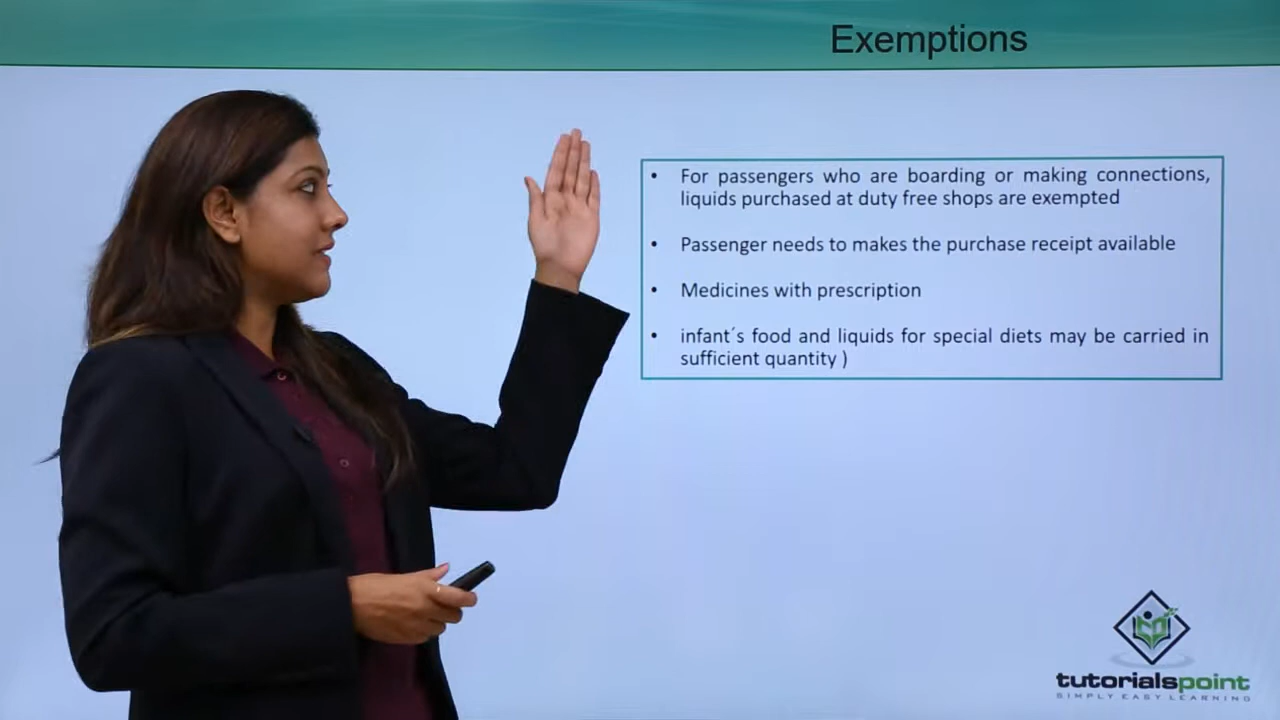 Exemptions
• For passengers who are boarding or making connections,
liquids purchased at duty free shops are exempted
• Passenger needs to makes the purchase receipt available
• Medicines with prescription
• infant´s food and liquids for special diets may be carried in
sufficient quantity )
tutorialspoint
SIMPLY EASY LEARNING